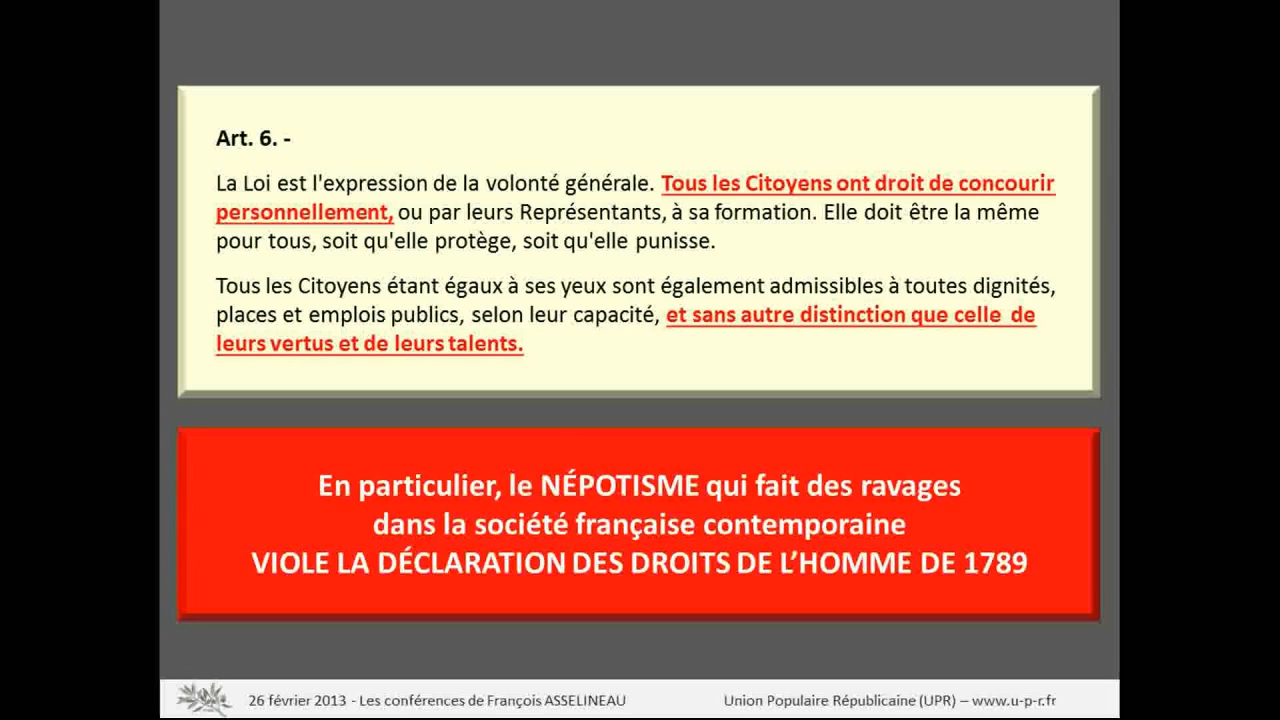 Art. 6. -
La Loi est l'expression de la volonté générale. Tous les Citoyens ont droit de concourir
personnellement, ou par leurs Représentants, à sa formation. Elle doit être la même
pour tous, soit qu'elle protège, soit qu'elle punisse.
Tous les Citoyens étant égaux à ses yeux sont également admissibles à toutes dignités,
places et emplois publics, selon leur capacité, et sans autre distinction que celle de
leurs vertus et de leurs talents.
En particulier, le NÉPOTISME qui fait des ravages
dans la société française contemporaine
VIOLE LA DÉCLARATION DES DROITS DE L’HOMME DE 1789
26 février 2013 - Les conférences de François ASSELINEAU
Union Populaire Républicaine (UPR) – www.u-p-r.fr